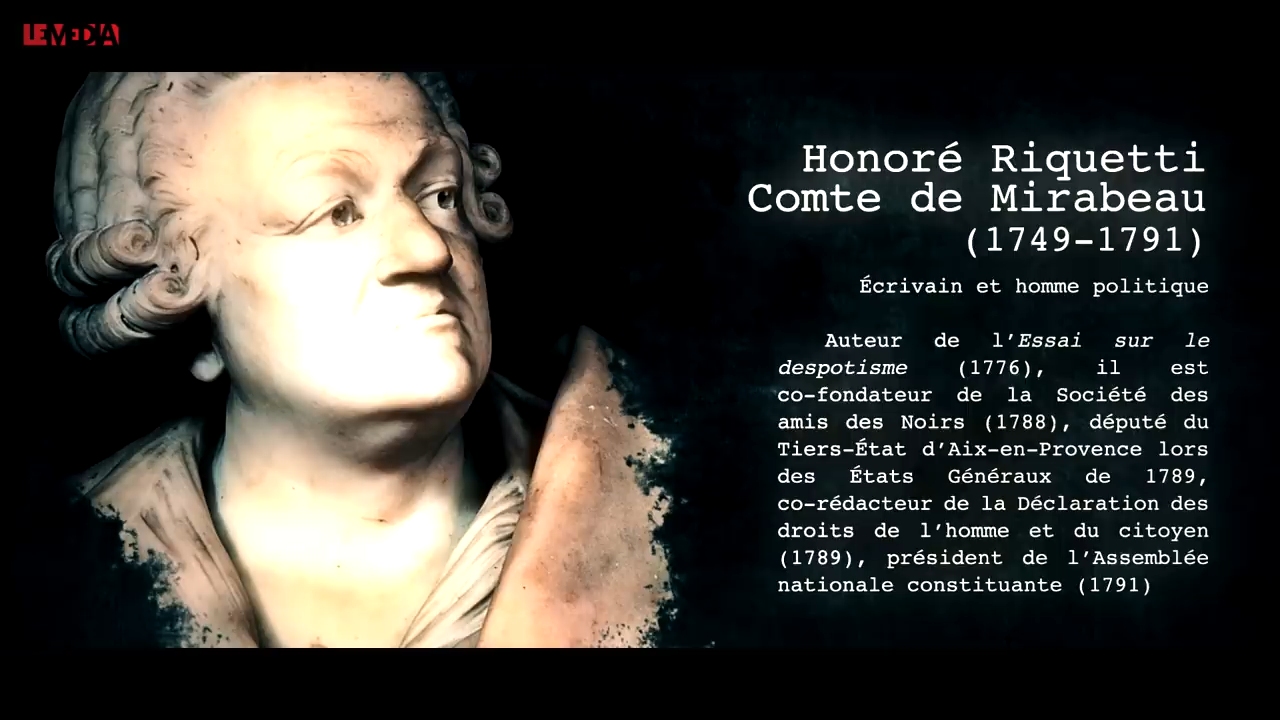 LEMEDIA
Honoré Riquetti
Comte de Mirabeau
(1749-1791)
Écrivain et homme politique
Auteur de l'Essai sur le
despotisme (1776), il est
co-fondateur de la Société des
amis des Noirs (1788), député du
Tiers-État d'Aix-en-Provence lors
des États Généraux de 1789,
co-rédacteur de la Déclaration des
droits de l'homme et du citoyen
(1789), président de l'Assemblée
nationale constituante (1791)